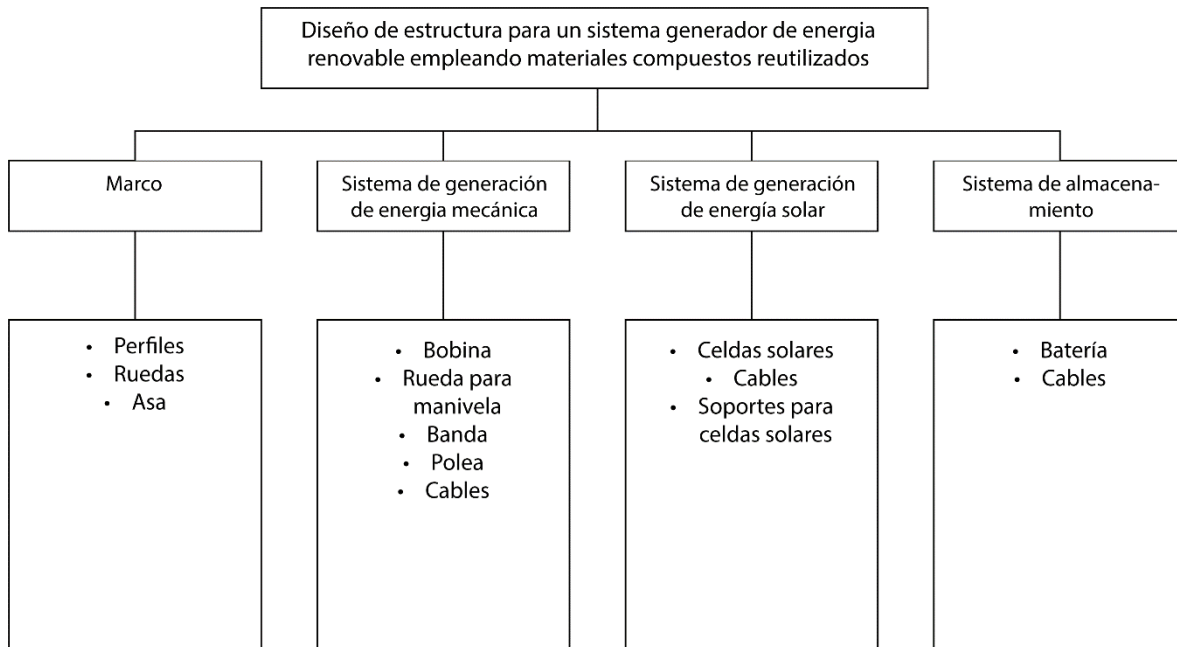 Diseño de estructura para un sistema generador de energia
renovable empleando materiales compuestos reutilizados
Marco
Sistema de generación
de energia mecánica
Sistema de generación
de energía solar
Sistema de almacena-
miento
• Perfiles
• Ruedas
• Asa
• Bobina
• Rueda para
manivela
• Banda
• Polea
• Cables
• Celdas solares
• Cables
• Soportes para
celdas solares
• Batería
• Cables